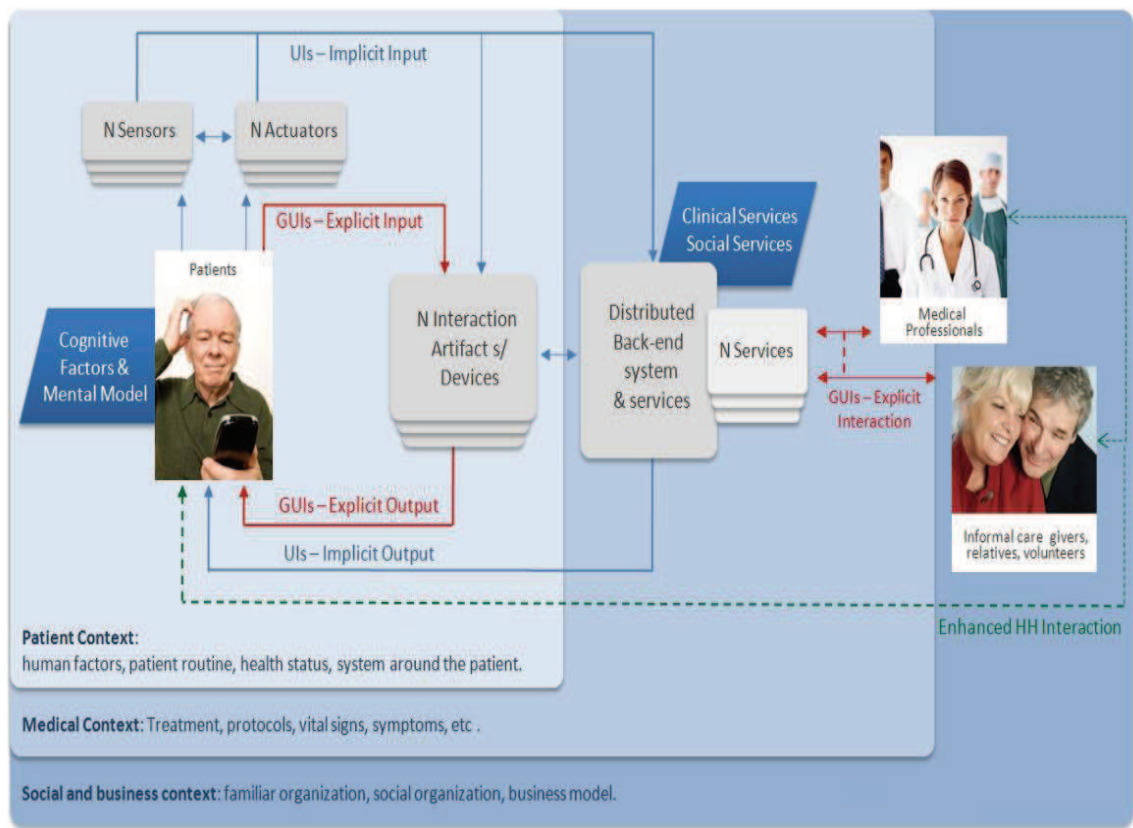 UIs – Implicit Input
N Sensors
N Actuators
GUIs – Explicit Input
Clinical Services
Social Services
Patients
Cognitive
Factors &
Mental Model
N Interaction
Artifact s/
Devices
Distributed
Back-end
system
& services
N Services
Medical
Professionals
GUIs – Explicit
Interaction
GUIs – Explicit Output
UIs – Implicit Output
Informal care givers,
relatives, volunteers
Enhanced HH Interaction
Patient Context:
human factors, patient routine, health status, system around the patient.
Medical Context: Treatment, protocols, vital signs, symptoms, etc .
Social and business context: familiar organization, social organization, business model.